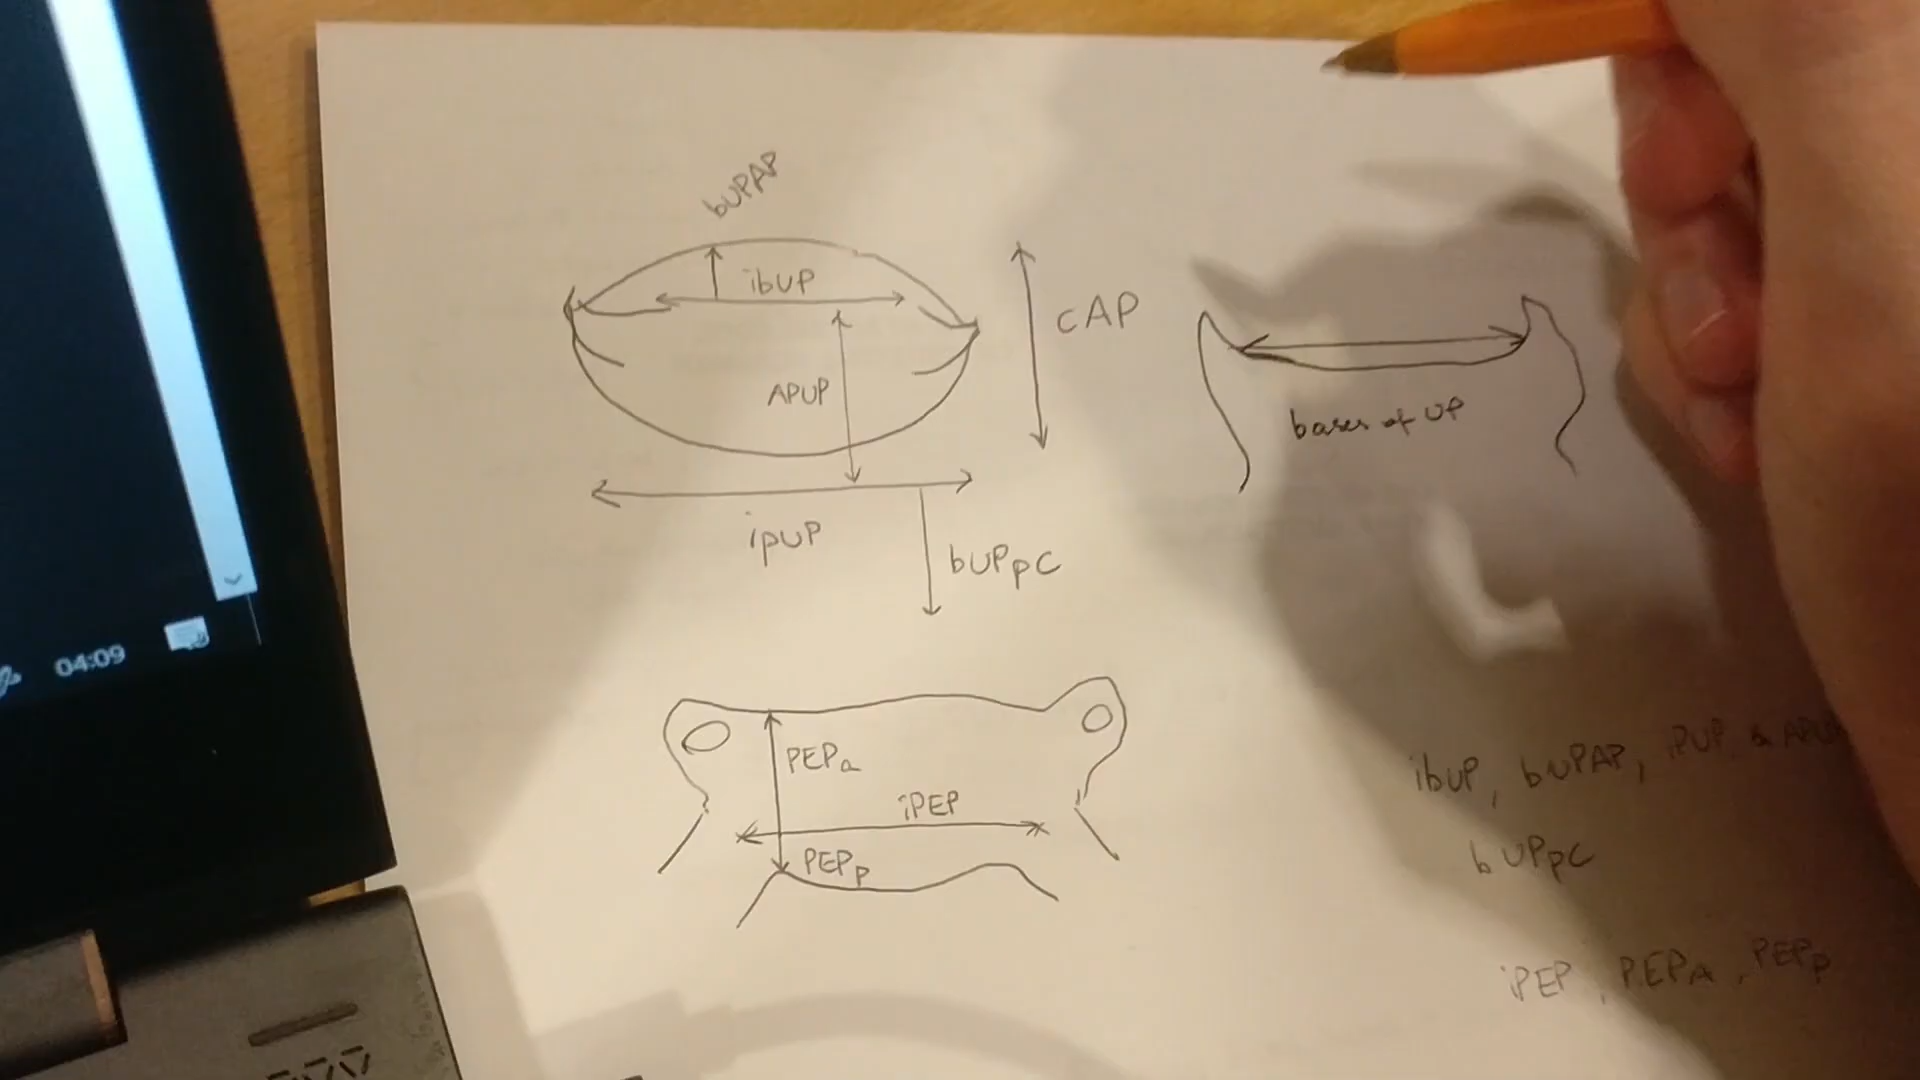 bUPAP
ibUP
cAP
APUP
bases of UP
ipUP
bUPpC
04:09
PEPa
iPEP
PEPp
ibUP, bUPAP, iPUP & APUP
bUPpC
iPEP, PEPA, PEPp